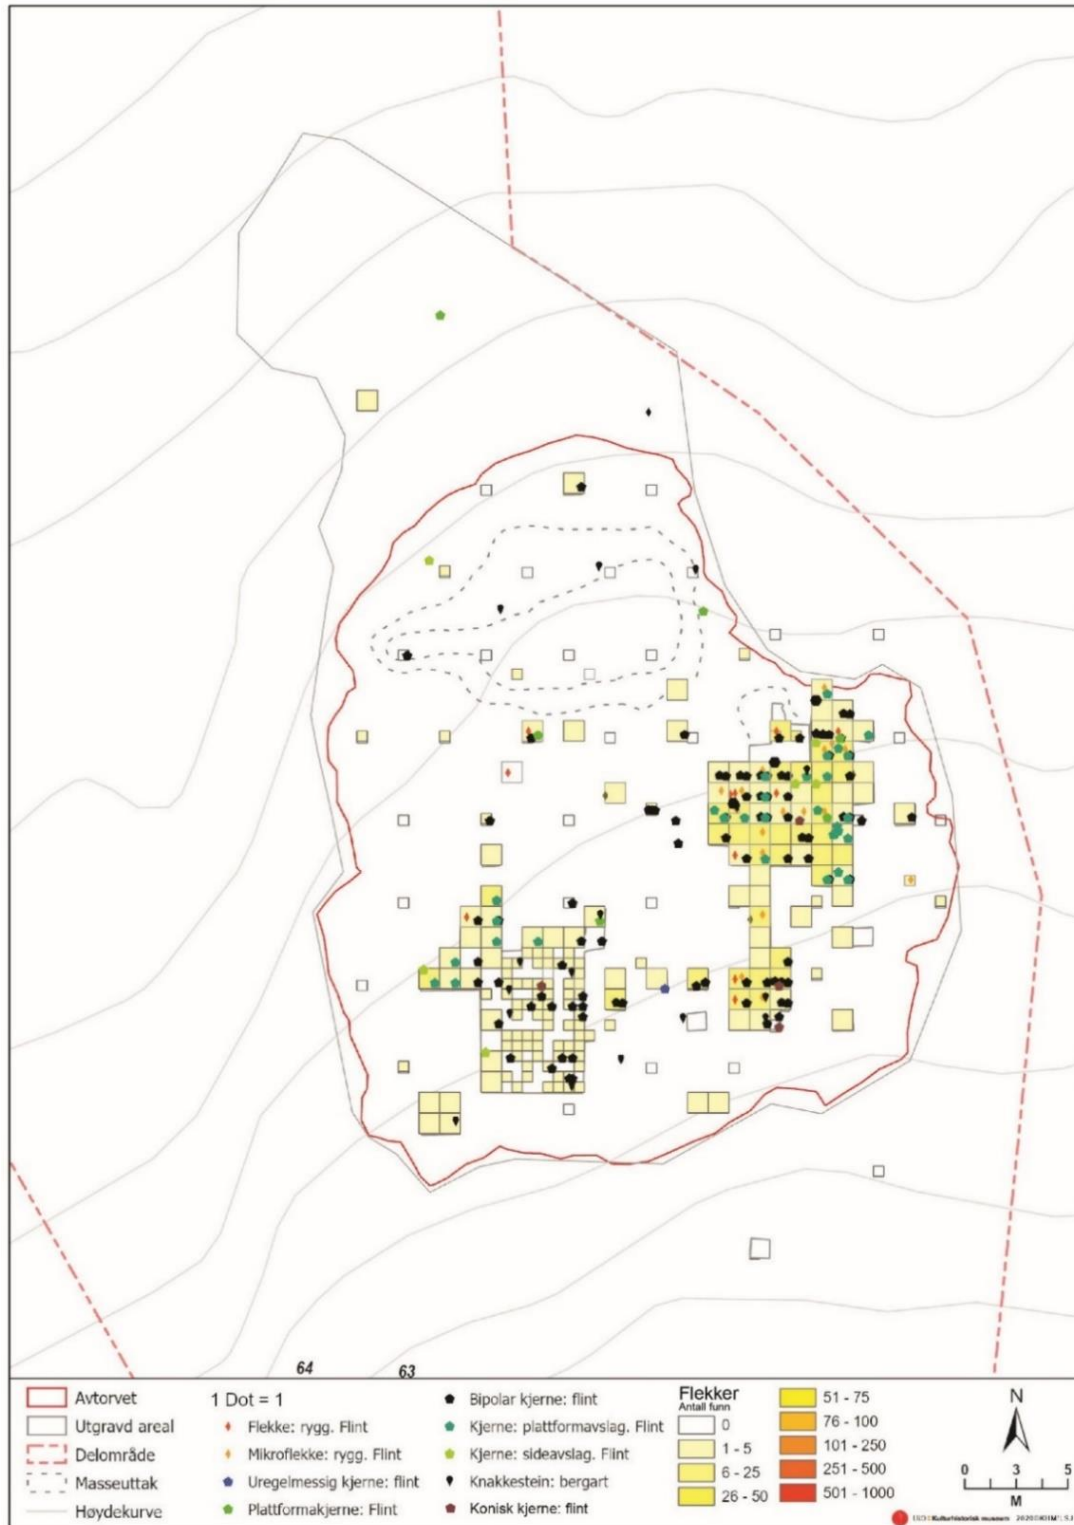 64
63
Avtorvet
Utgravd areal
Delområde
Masseuttak
Høydekurve
1 Dot = 1
Flekke: rygg. Flint
Mikroflekke: rygg. Flint
Uregelmessig kjerne: flint
Plattformakjerne: Flint
Bipolar kjerne: flint
Kjerne: plattformavslag. Flint
Kjerne: sideavslag. Flint
Knakkestein: bergart
Konisk kjerne: flint
Flekker
Antall funn
0
1 - 5
6 - 25
26 - 50
51 - 75
76 - 100
101 - 250
251 - 500
501 - 1000
N
0 3 5
M
Kulturhistorisk museum 2020